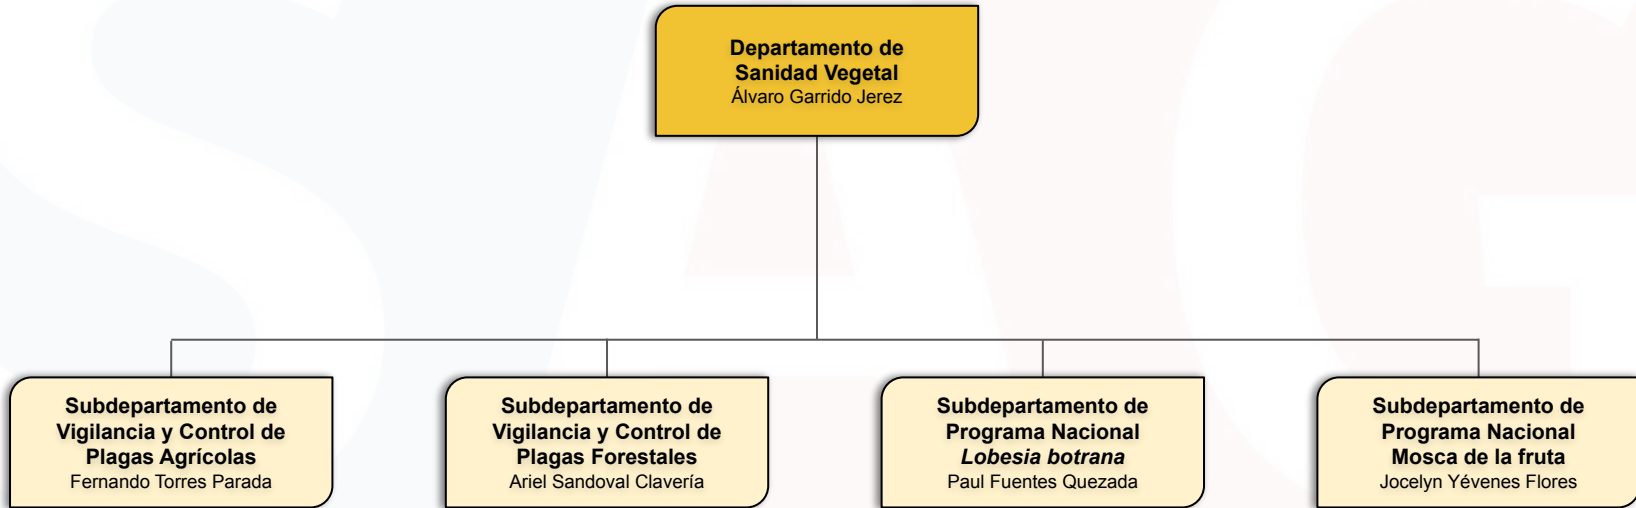 Departamento de
Sanidad Vegetal
Álvaro Garrido Jerez
Subdepartamento de
Vigilancia y Control de
Plagas Agrícolas
Fernando Torres Parada
Subdepartamento de
Vigilancia y Control de
Plagas Forestales
Ariel Sandoval Clavería
Subdepartamento de
Programa Nacional
Lobesia botrana
Paul Fuentes Quezada
Subdepartamento de
Programa Nacional
Mosca de la fruta
Jocelyn Yévenes Flores
SAG